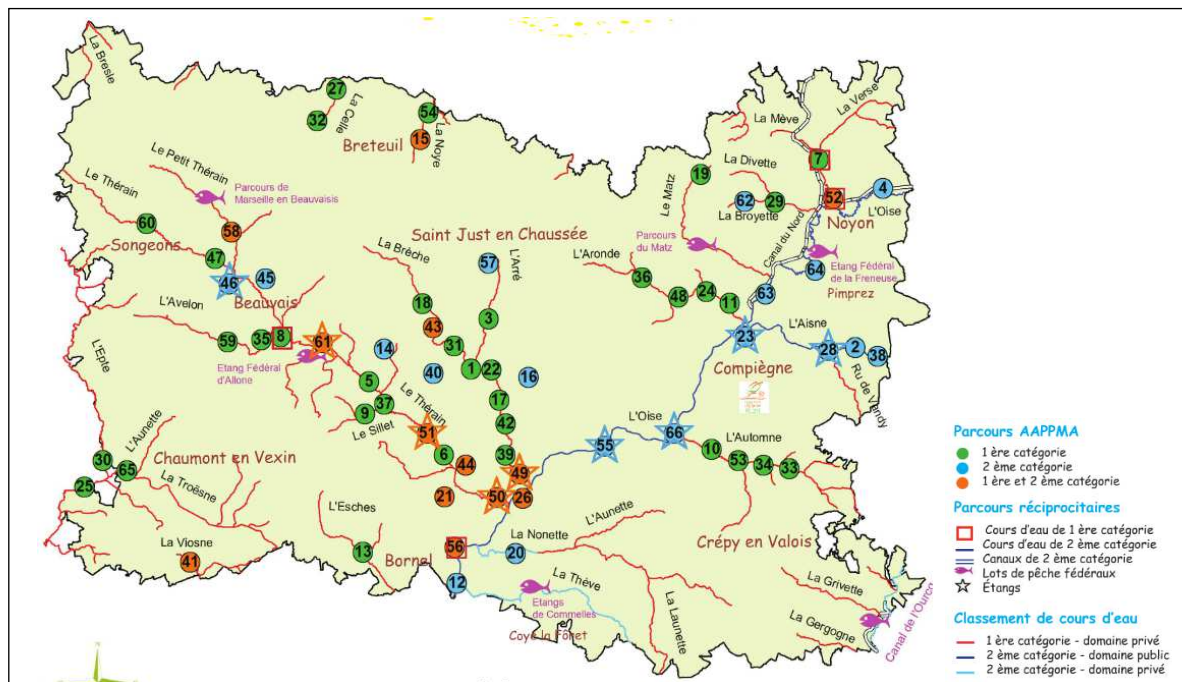 La Bresle
27
La Celle
32
54
La Noye
15
Breteuil
Le Petit Thérain
Le Thérain
Parcours de
Marseille en Beauvaisis
60
58
Songeons
47
46
45
Beauvais
L'Avelon
59
35
8
61
Etang Fédéral
d'Allone
L'Epte
14
40
5
37
9
Le Sillet
Le Thérain
51
6
44
21
Saint Just en Chaussée
La Brèche
L'Arré
57
18
43
3
31
1
22
16
17
42
39
49
50
26
La Mève
La Verse
7
La Divette
19
Le Matz
62
29
La Broyette
52
4
Noyon
L'Oise
Canal du Nord
Parcours
du Matz
Etang Fédéral
de la Freneuse
64
Pimprez
63
L'Aronde
36
48
24
11
23
L'Aisne
28
2
38
Ru de Vandy
Compiègne
L'Oise
55
66
L'Automne
10
53
34
33
30
65
25
L'Aunette
Chaumont en Vexin
La Troësne
La Viosne
41
L'Esches
13
Bornel
56
12
La Nonette
20
L'Aunette
Crépy en Valois
La Thève
Etangs
de Commelles
Coye la Foret
La Launette
La Grivette
La Gergogne
Canal de l'Ourcq
Parcours AAPPMA
1 ère catégorie
2 ème catégorie
1 ère et 2 ème catégorie
Parcours réciprocitaires
Cours d'eau de 1 ère catégorie
Cours d'eau de 2 ème catégorie
Canaux de 2 ème catégorie
Lots de pêche fédéraux
Étangs
Classement de cours d'eau
1 ère catégorie - domaine privé
2 ème catégorie - domaine public
2 ème catégorie - domaine privé